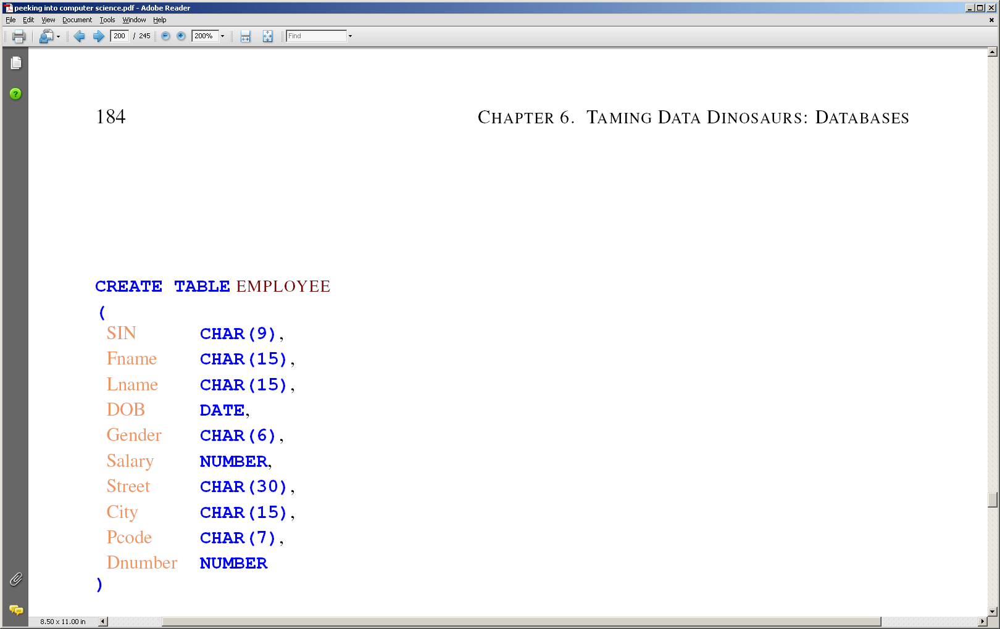 peeking into computer science.pdf - Adobe Reader
File Edit View Document Tools Window Help
200 / 245 200% Find
184 CHAPTER 6. TAMING DATA DINOSAURS: DATABASES
CREATE TABLE EMPLOYEE
(
SIN CHAR(9),
Fname CHAR(15),
Lname CHAR(15),
DOB DATE,
Gender CHAR(6),
Salary NUMBER,
Street CHAR(30),
City CHAR(15),
Pcode CHAR(7),
Dnumber NUMBER
)
8.50 x 11.00 in